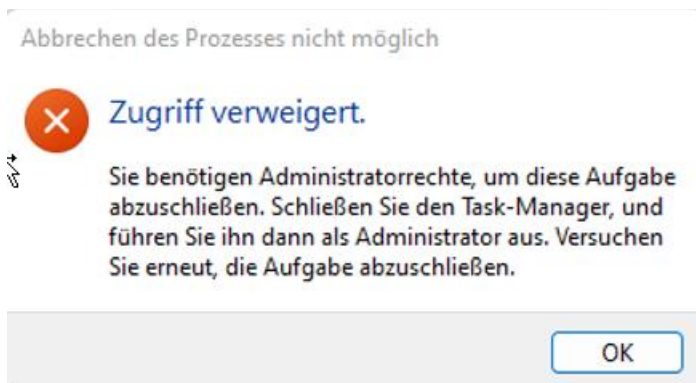 Abbrechen des Prozesses nicht möglich
Zugriff verweigert.
Sie benötigen Administratorrechte, um diese Aufgabe
abzuschließen. Schließen Sie den Task-Manager, und
führen Sie ihn dann als Administrator aus. Versuchen
Sie erneut, die Aufgabe abzuschließen.
OK